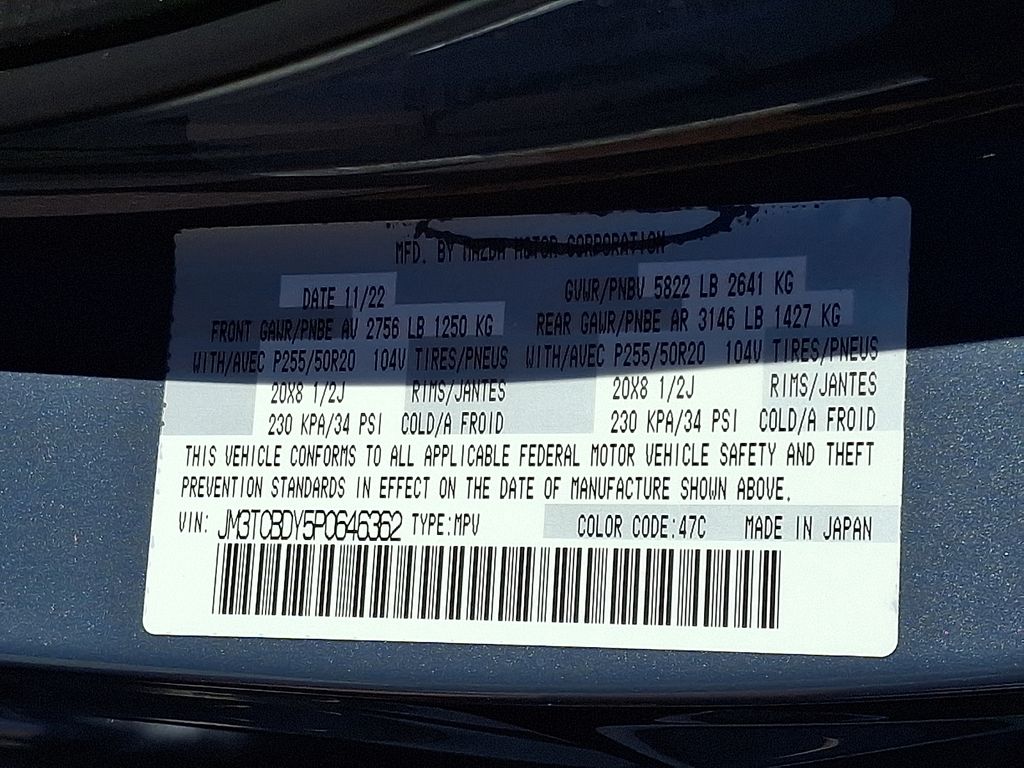 MFD. BY MAZDA MOTOR CORPORATION
DATE 11/22 GVWR/PNBV 5822 LB 2641 KG
FRONT GAWR/PNBE AV 2756 LB 1250 KG REAR GAWR/PNBE AR 3146 LB 1427 KG
WITH/AVEC P255/50R20 104V TIRES/PNEUS WITH/AVEC P255/50R20 104V TIRES/PNEUS
20X8 1/2J RIMS/JANTES 20X8 1/2J RIMS/JANTES
230 KPA/34 PSI COLD/A FROID 230 KPA/34 PSI COLD/A FROID
THIS VEHICLE CONFORMS TO ALL APPLICABLE FEDERAL MOTOR VEHICLE SAFETY AND THEFT
PREVENTION STANDARDS IN EFFECT ON THE DATE OF MANUFACTURE SHOWN ABOVE.
VIN: JM3TCBDY5P0646362 TYPE:MPV COLOR CODE:47C MADE IN JAPAN